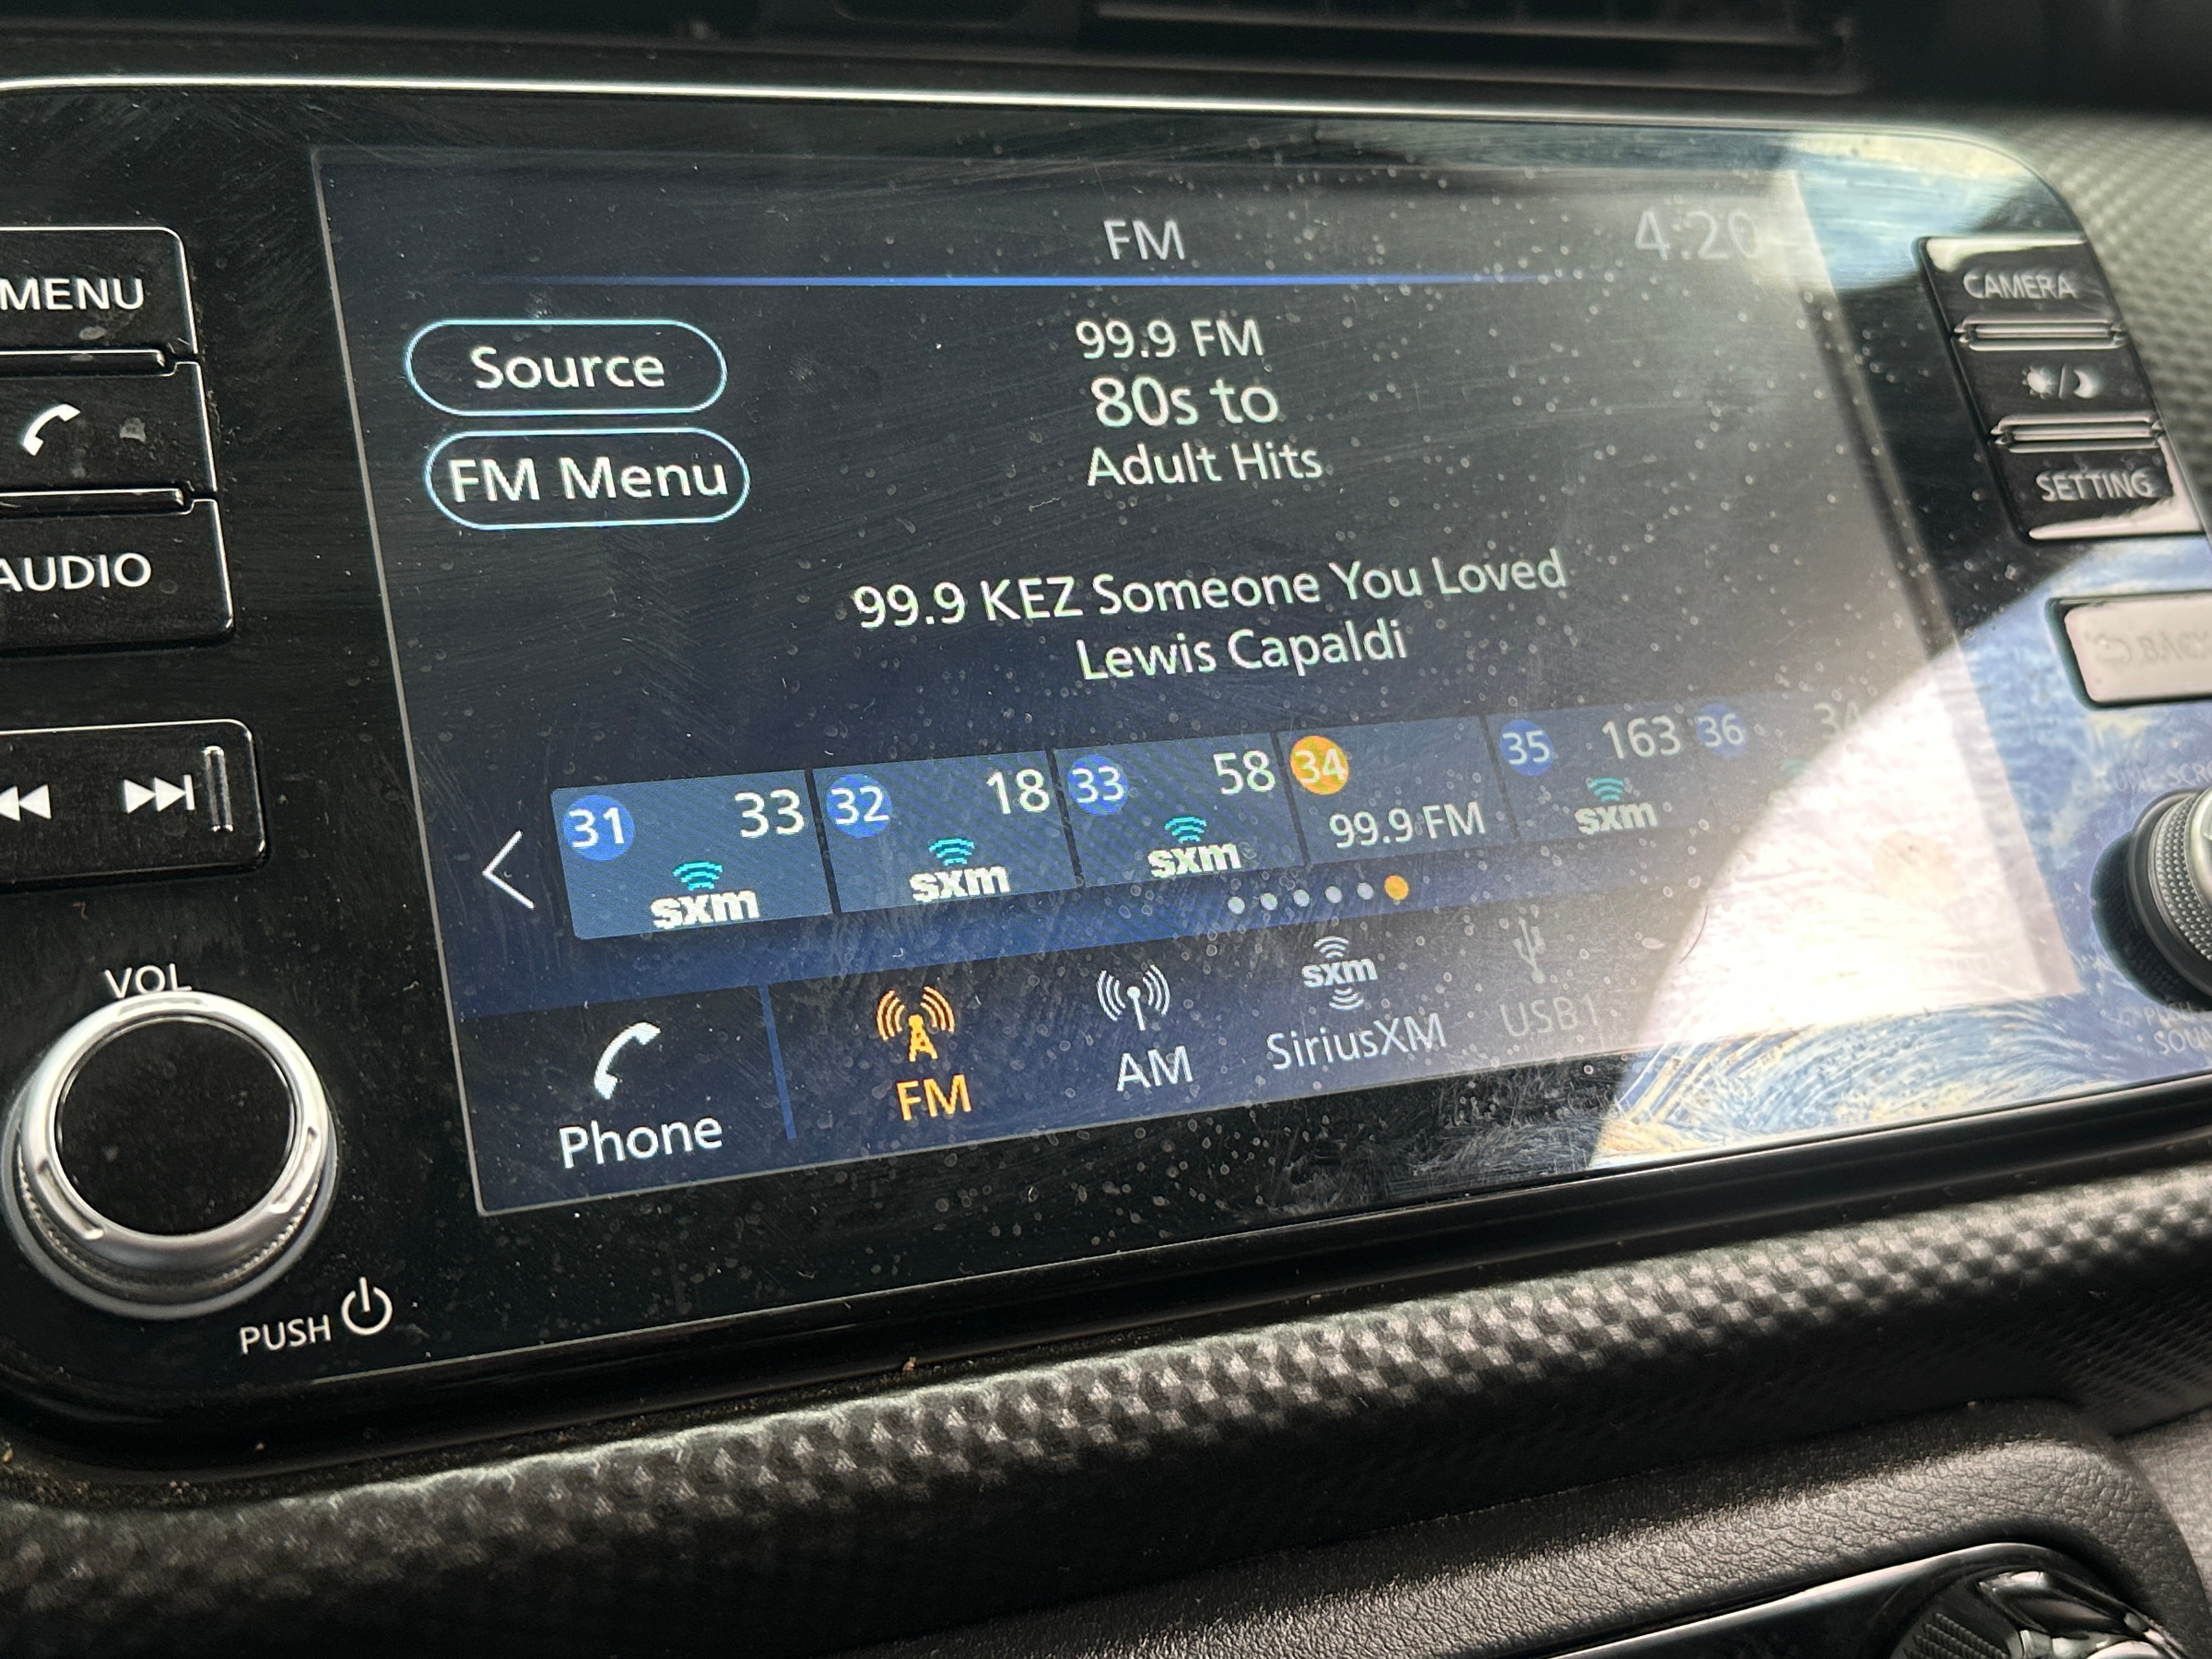 FM
4:20
MENU
CAMERA
Source
99.9 FM
80s to
FM Menu
Adult Hits
SETTING
AUDIO
99.9 KEZ Someone You Loved
Lewis Capaldi
BACK
31 33 32 18 33 58 34 35 163 36 34
sxm sxm sxm 99.9 FM sxm
VOL
Phone
FM
AM
sxm
SiriusXM
USB1
PUSH